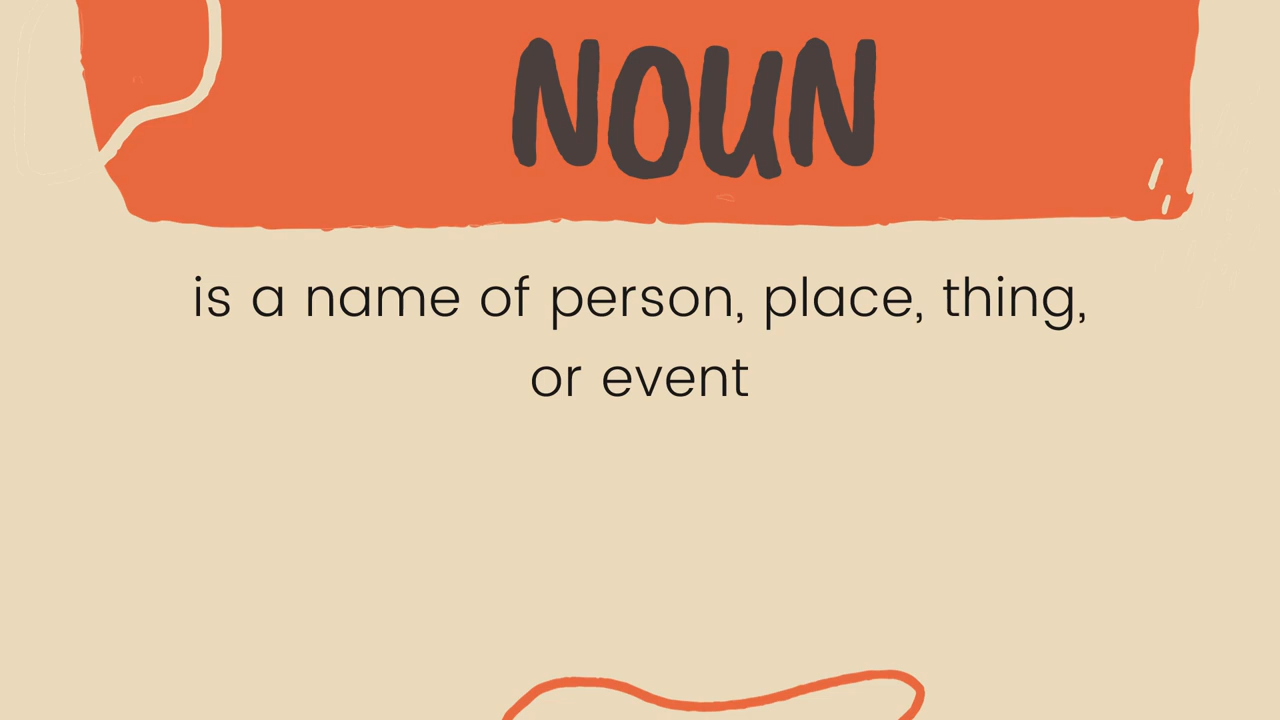 NOUN
is a name of person, place, thing,
or event